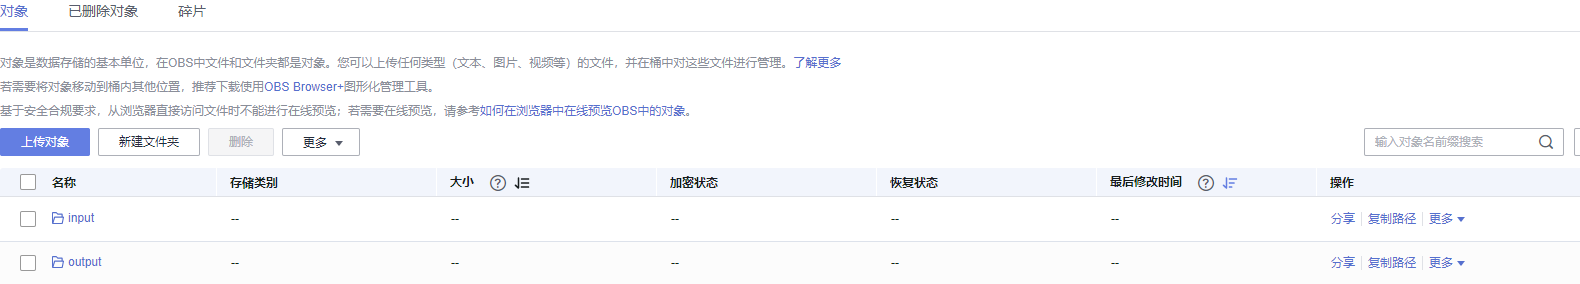 对象 已删除对象 碎片
对象是数据存储的基本单位，在OBS中文件和文件夹都是对象。您可以上传任何类型（文本、图片、视频等）的文件，并在桶中对这些文件进行管理。了解更多
若需要将对象移动到桶内其他位置，推荐下载使用OBS Browser+图形化管理工具。
基于安全合规要求，从浏览器直接访问文件时不能进行在线预览；若需要在线预览，请参考如何在浏览器中在线预览OBS中的对象。
上传对象 新建文件夹 删除 更多 输入对象名前缀搜索
名称 存储类别 大小 加密状态 恢复状态 最后修改时间 操作
input -- -- -- -- -- 分享 复制路径 更多
output -- -- -- -- -- 分享 复制路径 更多